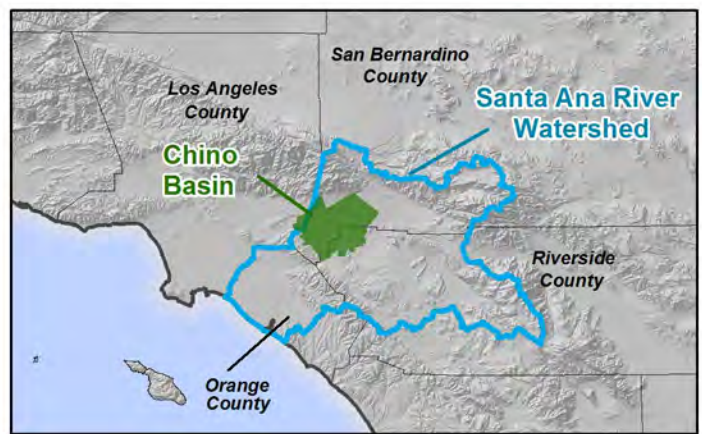 San Bernardino
County
Los Angeles
County
Santa Ana River
Watershed
Chino
Basin
Riverside
County
Orange
County